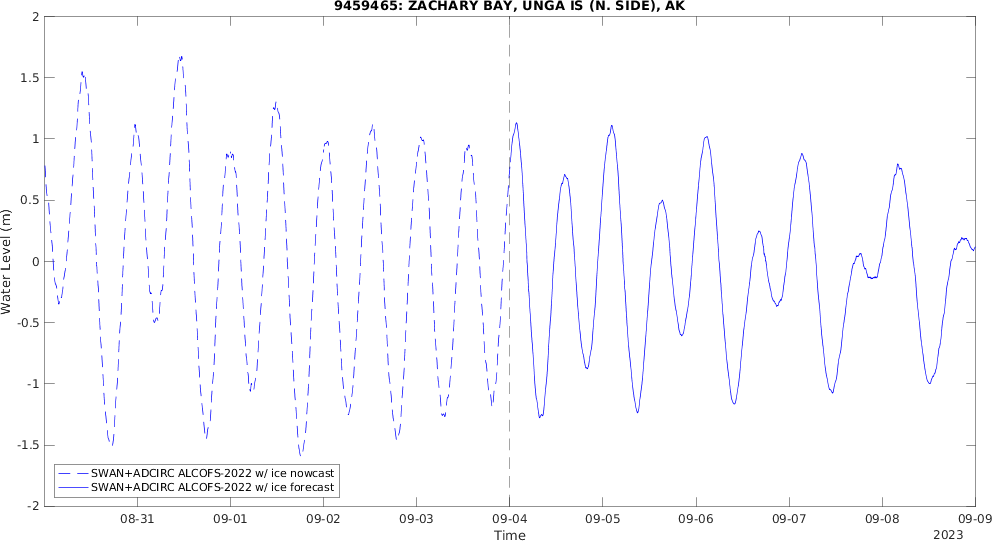 9459465: ZACHARY BAY, UNGA IS (N. SIDE), AK
2
1.5
1
0.5
0
-0.5
-1
-1.5
-2
Water Level (m)
SWAN+ADCIRC ALCOFS-2022 w/ ice nowcast
SWAN+ADCIRC ALCOFS-2022 w/ ice forecast
08-31 09-01 09-02 09-03 09-04 09-05 09-06 09-07 09-08 09-09
Time
2023